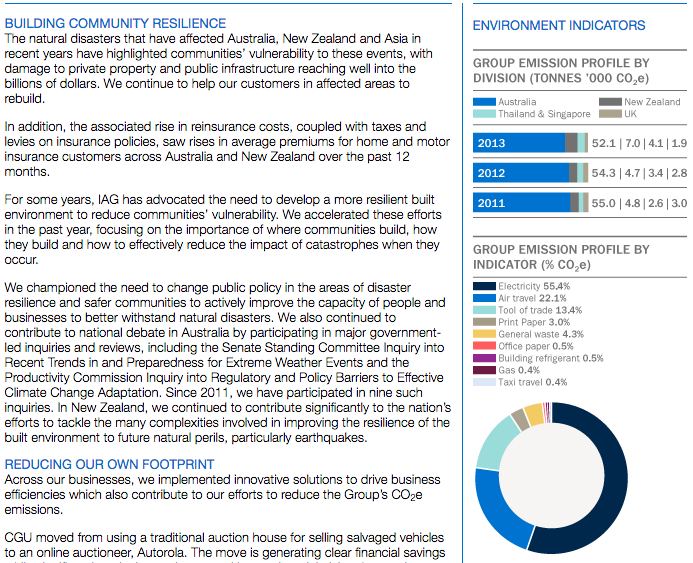 BUILDING COMMUNITY RESILIENCE
The natural disasters that have affected Australia, New Zealand and Asia in
recent years have highlighted communities' vulnerability to these events, with
damage to private property and public infrastructure reaching well into the
billions of dollars. We continue to help our customers in affected areas to
rebuild.
In addition, the associated rise in reinsurance costs, coupled with taxes and
levies on insurance policies, saw rises in average premiums for home and motor
insurance customers across Australia and New Zealand over the past 12
months.
For some years, IAG has advocated the need to develop a more resilient built
environment to reduce communities' vulnerability. We accelerated these efforts
in the past year, focusing on the importance of where communities build, how
they build and how to effectively reduce the impact of catastrophes when they
occur.
We championed the need to change public policy in the areas of disaster
resilience and safer communities to actively improve the capacity of people and
businesses to better withstand natural disasters. We also continued to
contribute to national debate in Australia by participating in major government-
led inquiries and reviews, including the Senate Standing Committee Inquiry into
Recent Trends in and Preparedness for Extreme Weather Events and the
Productivity Commission Inquiry into Regulatory and Policy Barriers to Effective
Climate Change Adaptation. Since 2011, we have participated in nine such
inquiries. In New Zealand, we continued to contribute significantly to the nation's
efforts to tackle the many complexities involved in improving the resilience of the
built environment to future natural perils, particularly earthquakes.
REDUCING OUR OWN FOOTPRINT
Across our businesses, we implemented innovative solutions to drive business
efficiencies which also contribute to our efforts to reduce the Group's CO2e
emissions.
CGU moved from using a traditional auction house for selling salvaged vehicles
to an online auctioneer, Autorola. The move is generating clear financial savings
ENVIRONMENT INDICATORS
GROUP EMISSION PROFILE BY
DIVISION (TONNES '000 CO2e)
Australia New Zealand
Thailand & Singapore UK
2013 52.1 | 7.0 | 4.1 | 1.9
2012 54.3 | 4.7 | 3.4 | 2.8
2011 55.0 | 4.8 | 2.6 | 3.0
GROUP EMISSION PROFILE BY
INDICATOR (% CO2e)
Electricity 55.4%
Air travel 22.1%
Tool of trade 13.4%
Print Paper 3.0%
General waste 4.3%
Office paper 0.5%
Building refrigerant 0.5%
Gas 0.4%
Taxi travel 0.4%